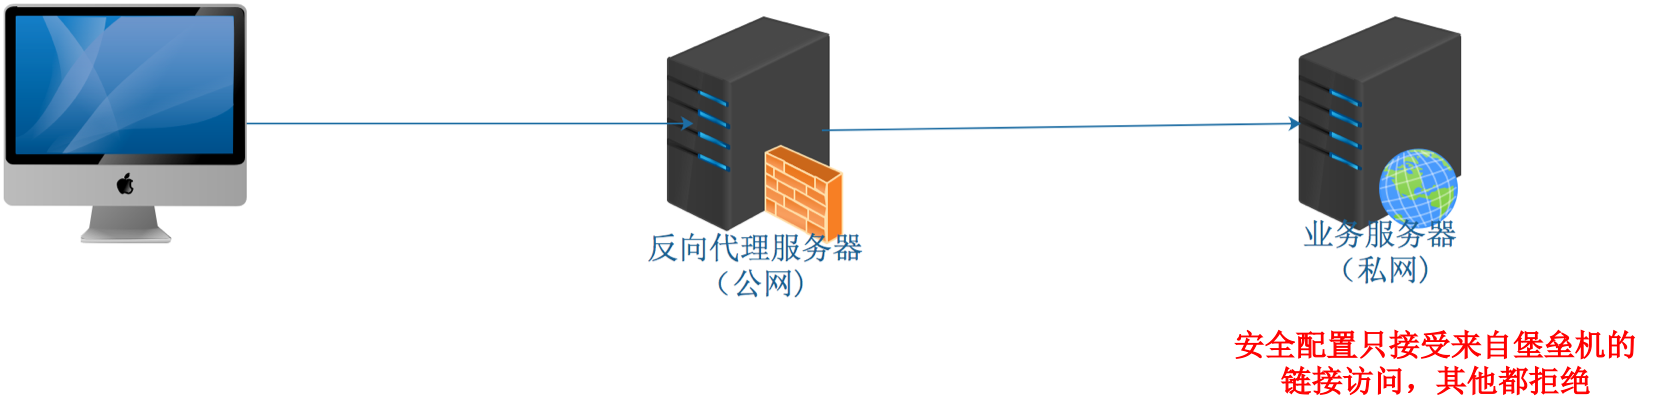 反向代理服务器
（公网）
业务服务器
（私网）
安全配置只接受来自堡垒机的
链接访问，其他都拒绝